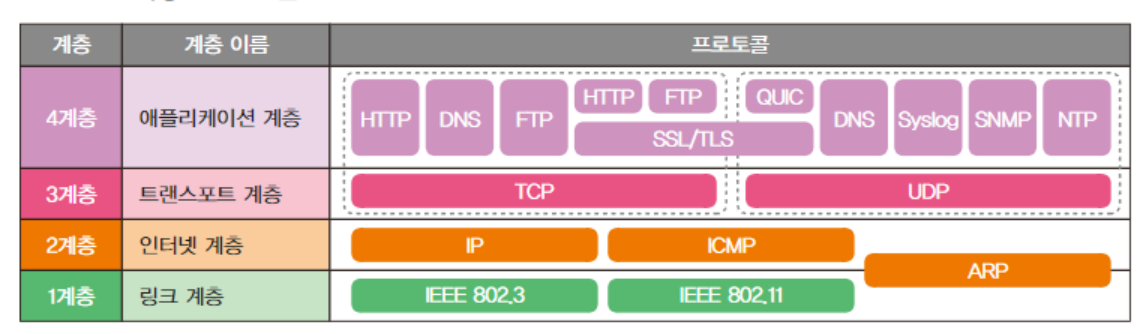 계층 계층 이름 프로토콜
4계층 애플리케이션 계층 HTTP DNS FTP HTTP FTP SSL/TLS QUIC DNS Syslog SNMP NTP
3계층 트랜스포트 계층 TCP UDP
2계층 인터넷 계층 IP ICMP ARP
1계층 링크 계층 IEEE 802.3 IEEE 802.11